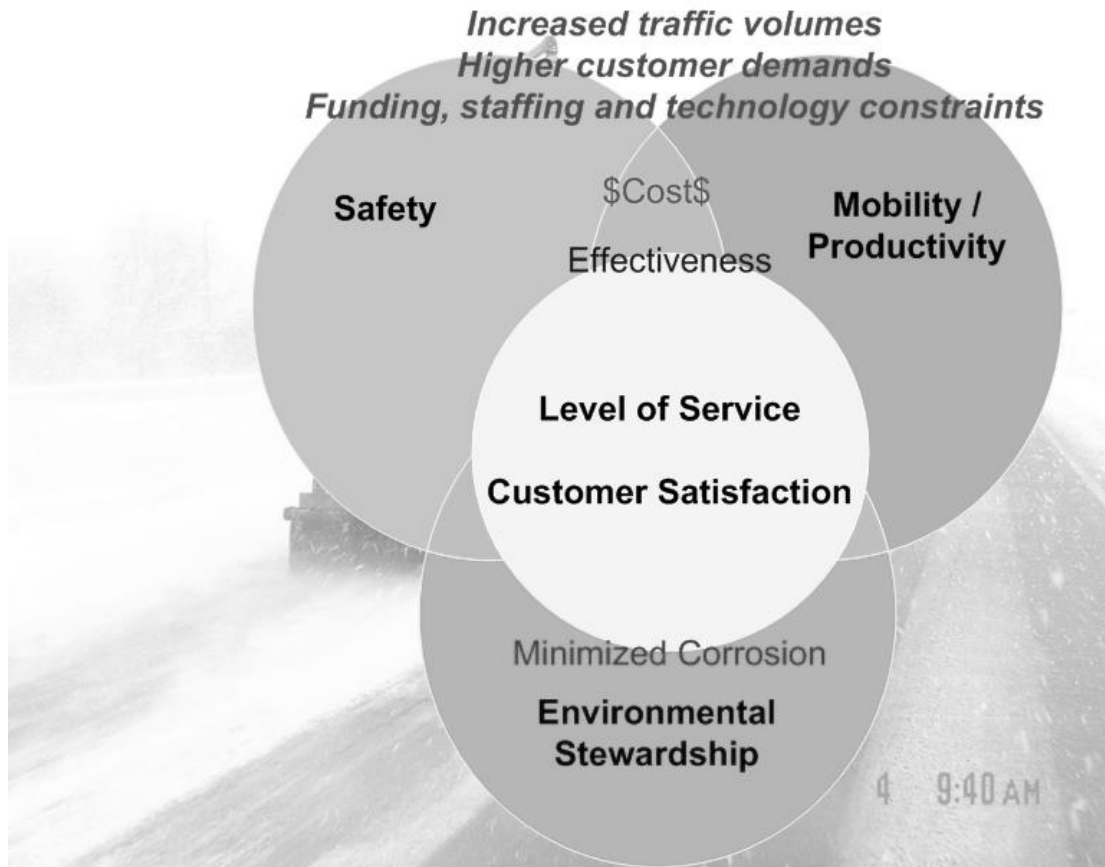 Increased traffic volumes
Higher customer demands
Funding, staffing and technology constraints
$Cost$
Safety
Mobility /
Productivity
Effectiveness
Level of Service
Customer Satisfaction
Minimized Corrosion
Environmental
Stewardship
4 9:40 AM